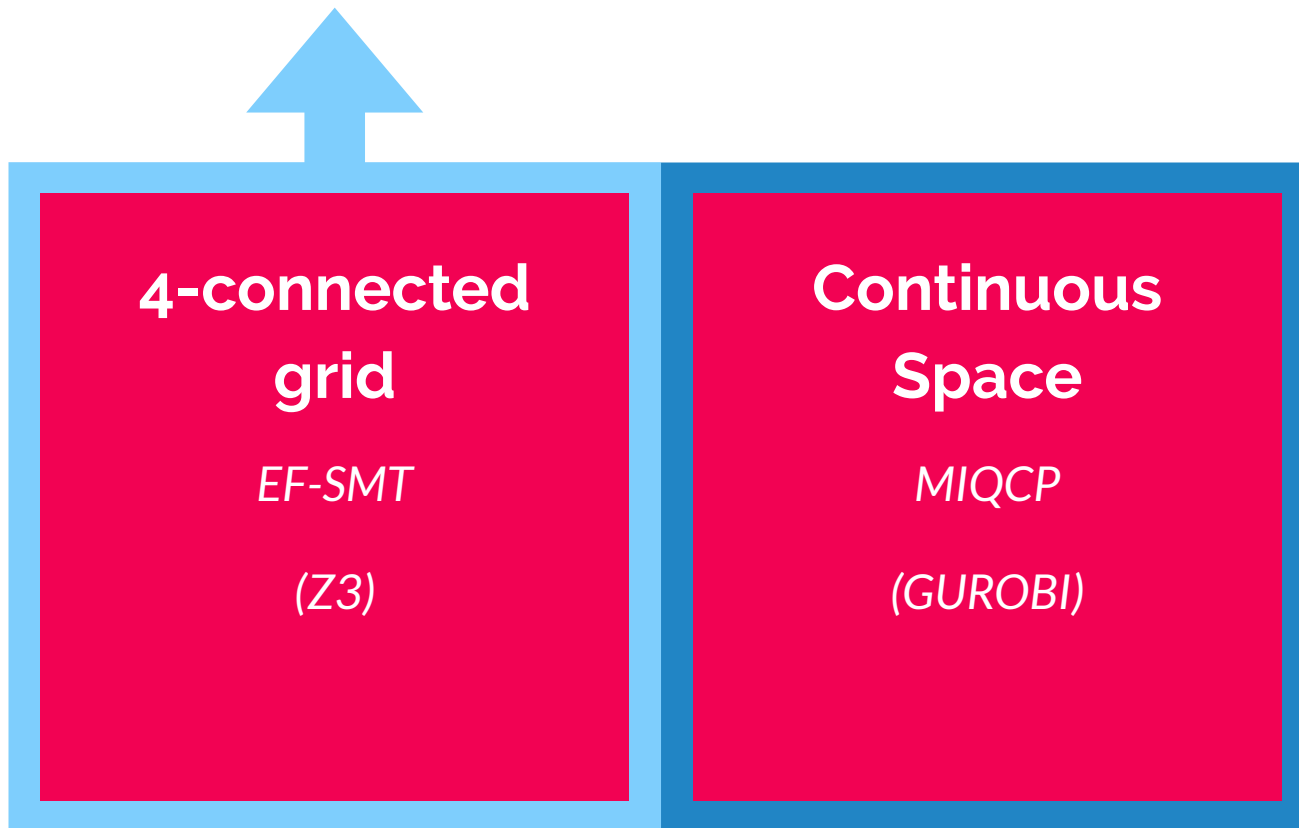 4-connected
grid
EF-SMT
(Z3)
Continuous
Space
MIQCP
(GUROBI)